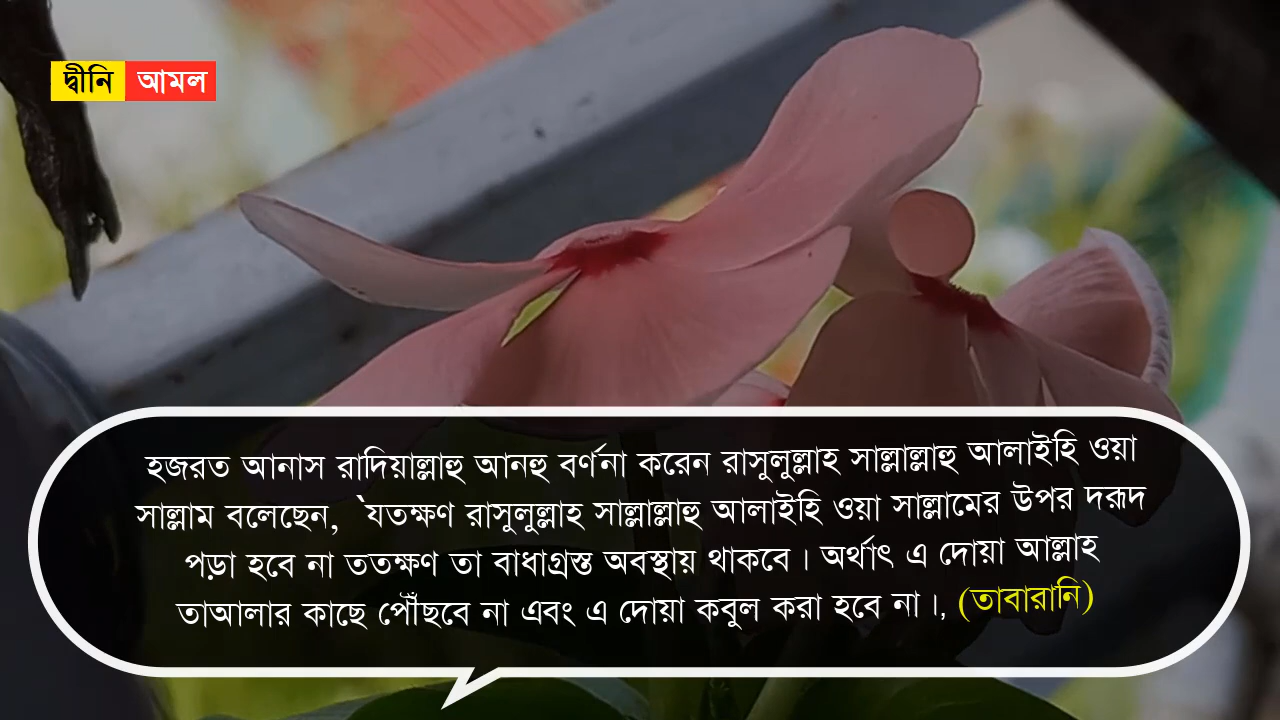 দ্বীনি আমল
হজরত আনাস রাদিয়াল্লাহু আনহু বর্ণনা করেন রাসুলুল্লাহ সাল্লাল্লাহু আলাইহি ওয়া
সাল্লাম বলেছেন, `যতক্ষণ রাসুলুল্লাহ সাল্লাল্লাহু আলাইহি ওয়া সাল্লামের উপর দরূদ
পড়া হবে না ততক্ষণ তা বাধাগ্রস্ত অবস্থায় থাকবে। অর্থাৎ এ দোয়া আল্লাহ
তাআলার কাছে পৌঁছবে না এবং এ দোয়া কবুল করা হবে না।, (তাবারানি)